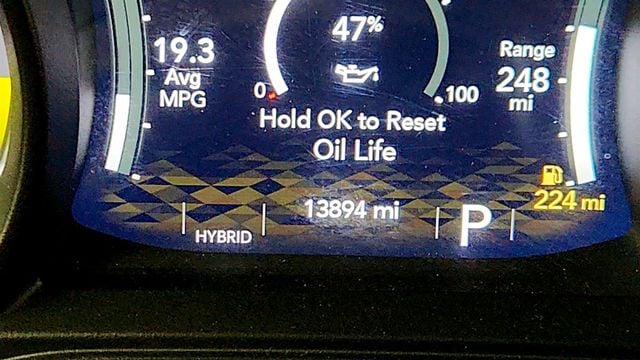 47%
19.3
Avg
MPG
0
100
Range
248
mi
Hold OK to Reset
Oil Life
224 mi
HYBRID
13894 mi
P